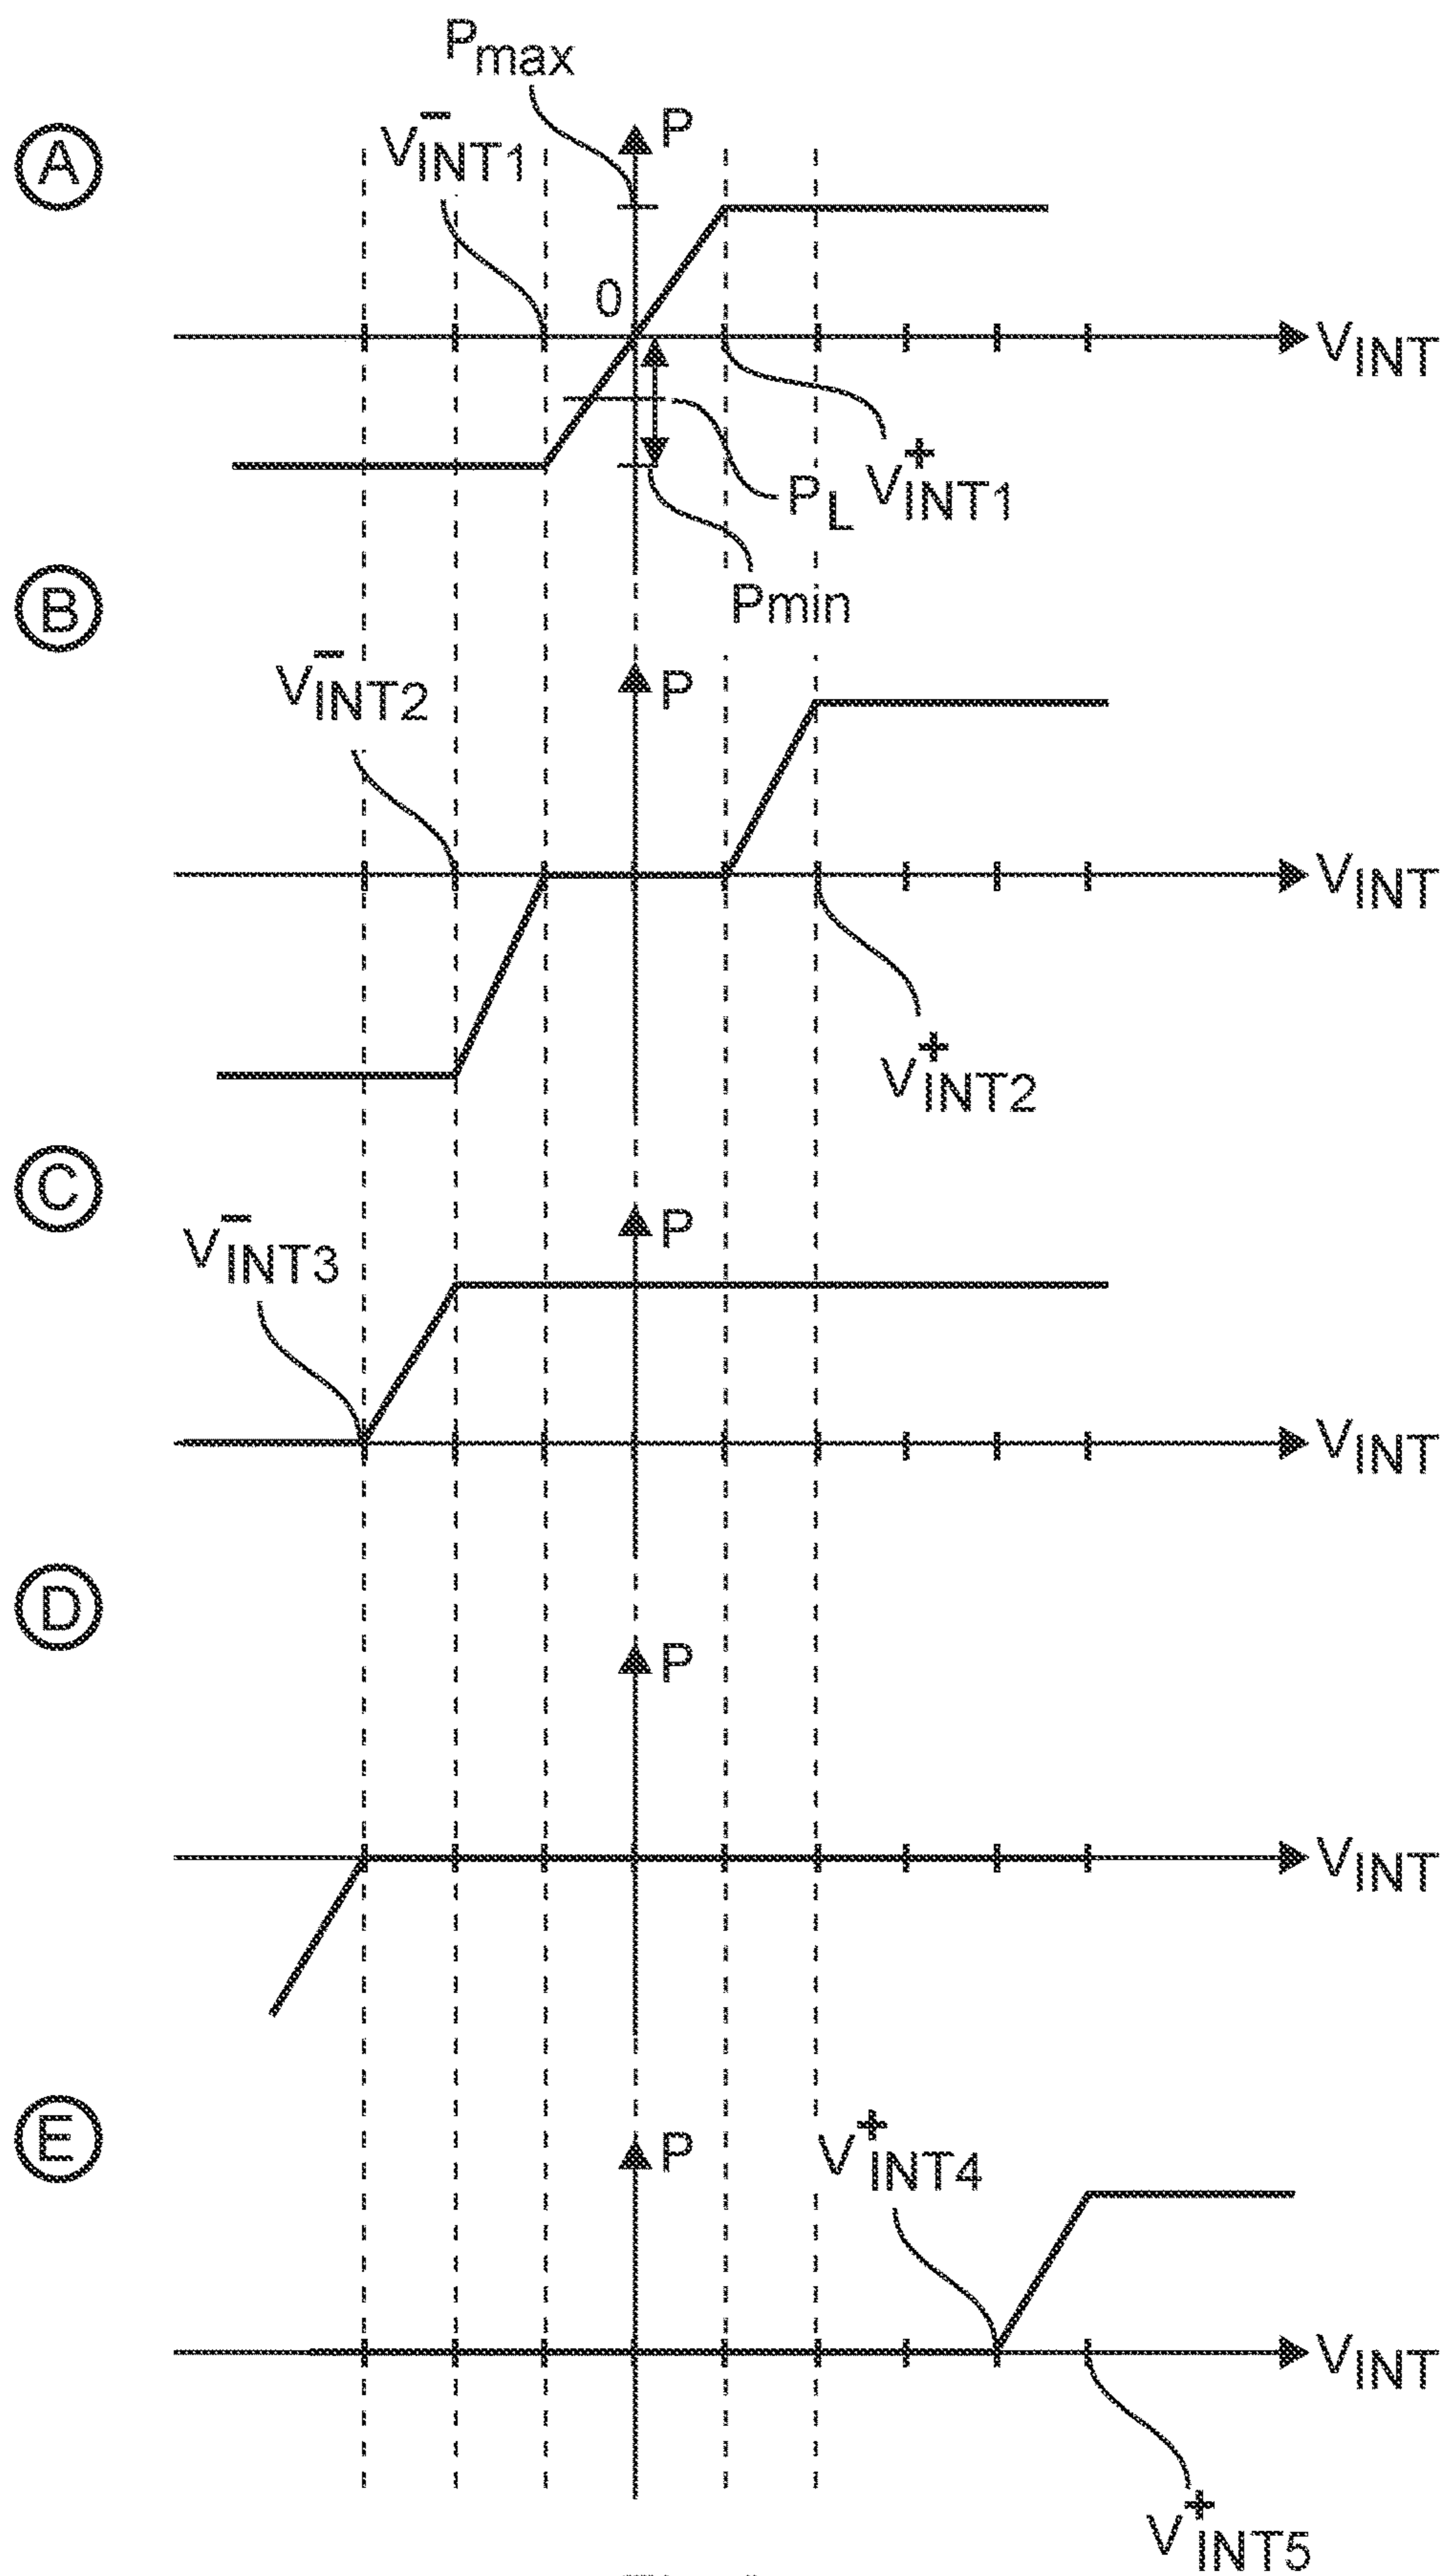 Pmax
A
V−INT1
P
0
VINT
V+INT1
PL
Pmin
B
V−INT2
P
VINT
V+INT2
C
V−INT3
P
VINT
D
P
VINT
E
P
V+INT4
VINT
V+INT5